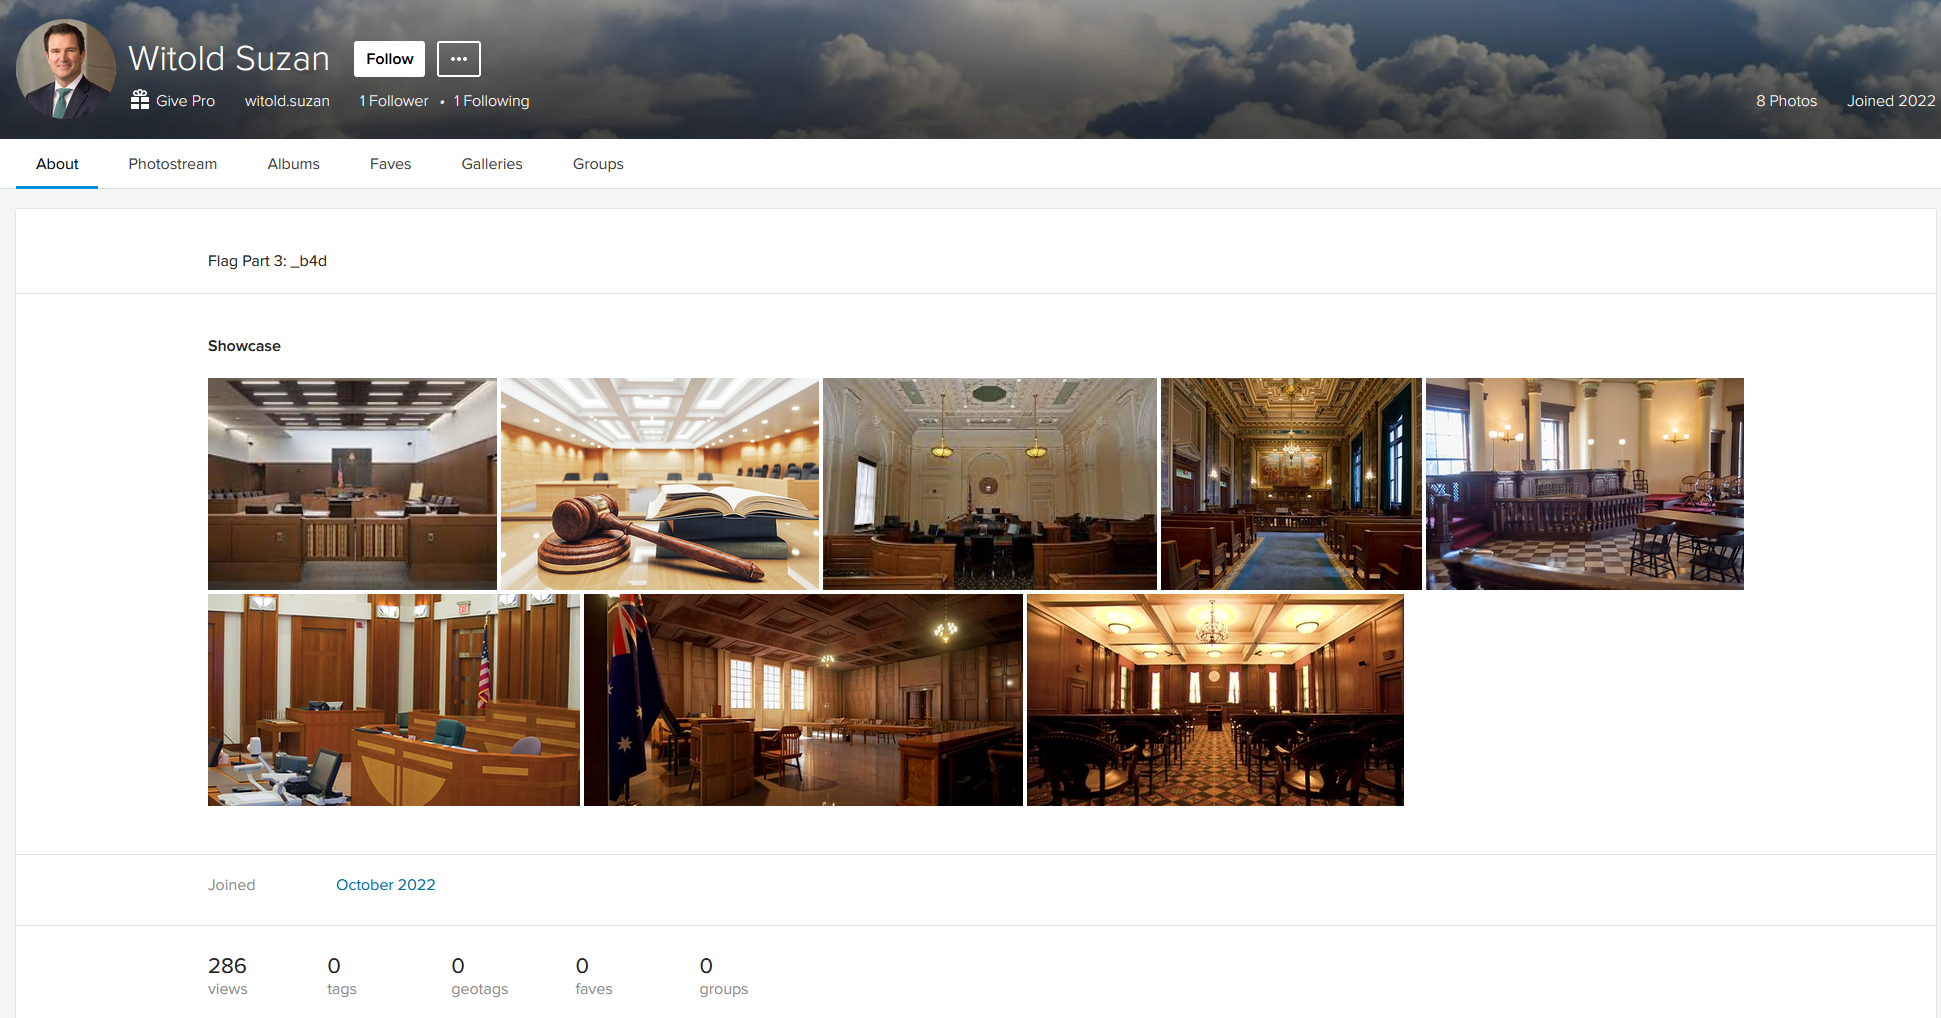 Witold Suzan Follow ...
Give Pro witold.suzan 1 Follower • 1 Following 8 Photos Joined 2022
About Photostream Albums Faves Galleries Groups
Flag Part 3: _b4d
Showcase
Joined October 2022
286 0 0 0 0
views tags geotags faves groups